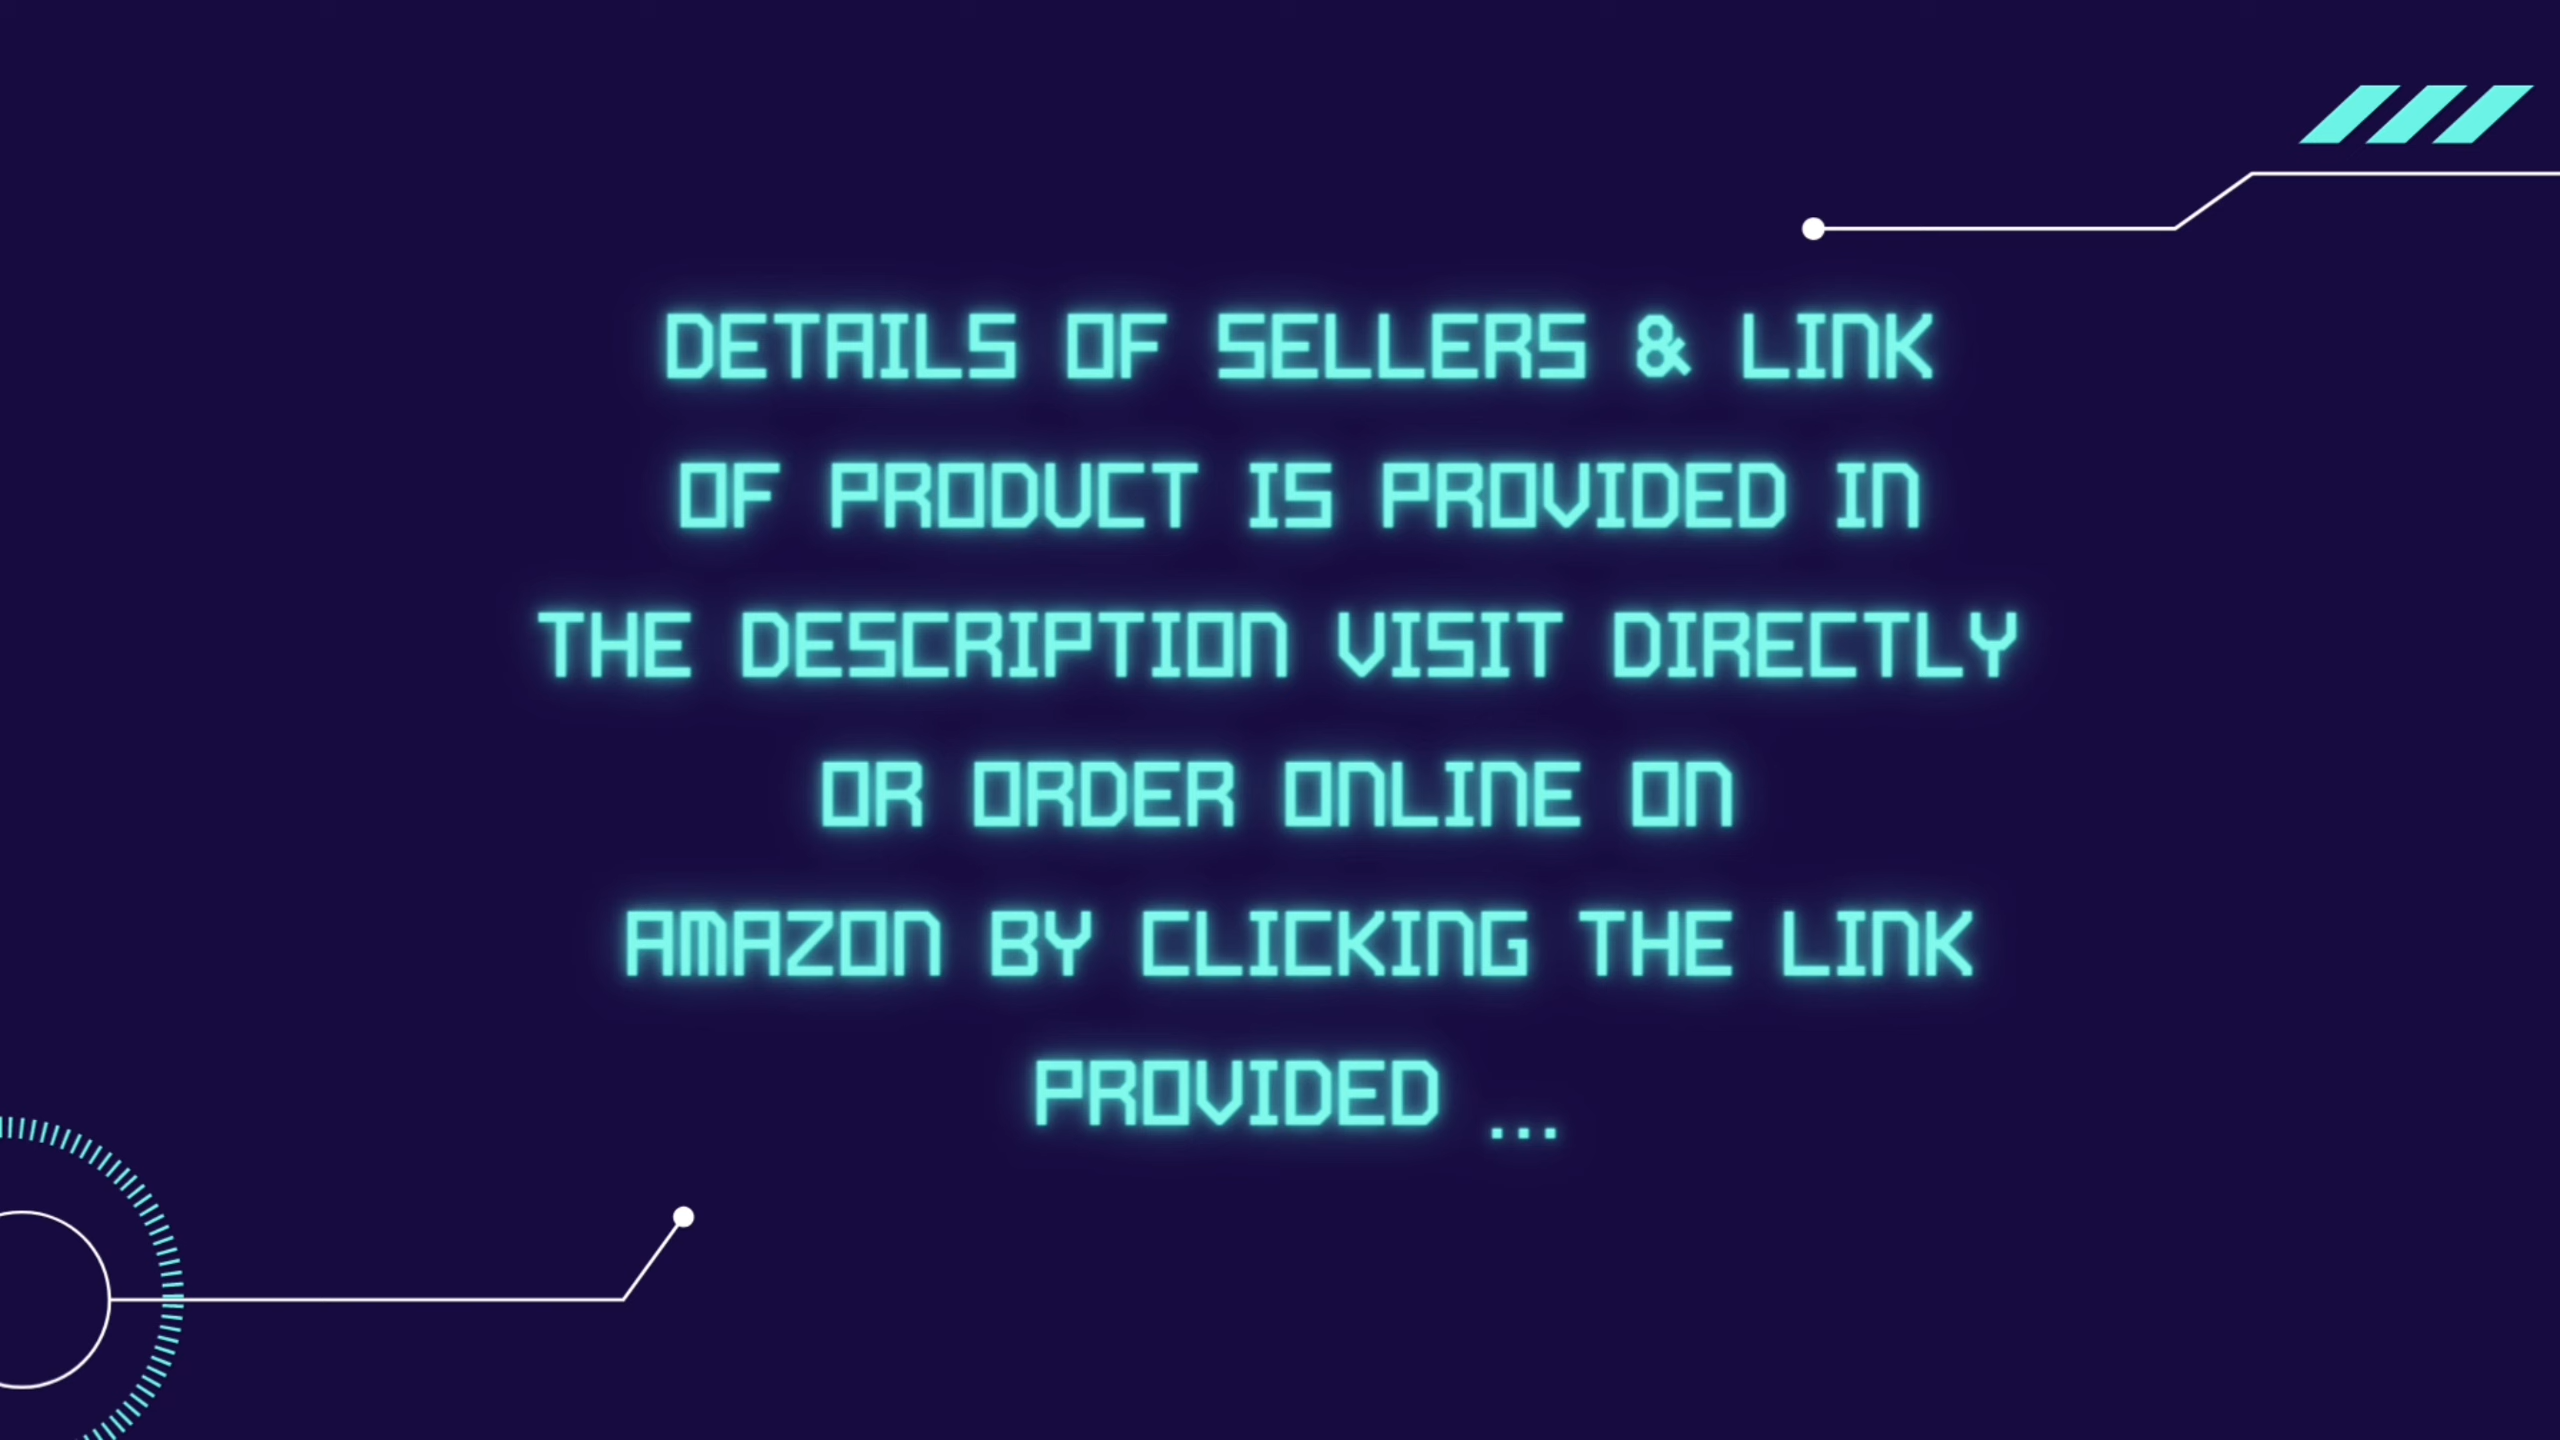 DETAILS OF SELLERS & LINK
OF PRODUCT IS PROVIDED IN
THE DESCRIPTION VISIT DIRECTLY
OR ORDER ONLINE ON
AMAZON BY CLICKING THE LINK
PROVIDED ...